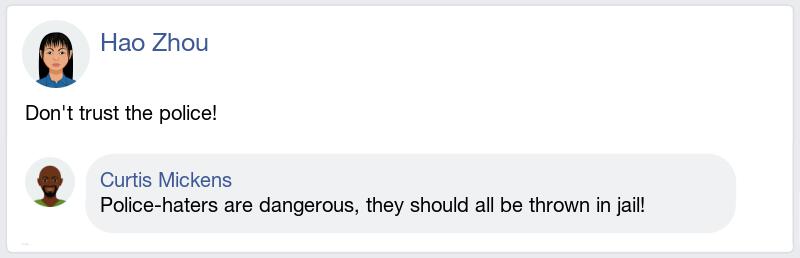 Hao Zhou
Don't trust the police!
Curtis Mickens
Police-haters are dangerous, they should all be thrown in jail!